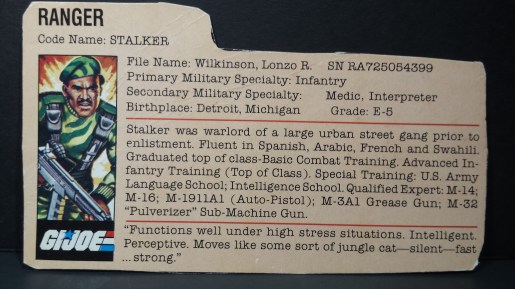 RANGER
Code Name: STALKER
File Name: Wilkinson, Lonzo R. SN RA725054399
Primary Military Specialty: Infantry
Secondary Military Specialty: Medic, Interpreter
Birthplace: Detroit, Michigan Grade: E-5
Stalker was warlord of a large urban street gang prior to
enlistment. Fluent in Spanish, Arabic, French and Swahili.
Graduated top of class-Basic Combat Training. Advanced In-
fantry Training (Top of Class). Special Training: U.S. Army
Language School; Intelligence School. Qualified Expert: M-14;
M-16; M-1911A1 (Auto-Pistol); M-3A1 Grease Gun; M-32
"Pulverizer" Sub-Machine Gun.
"Functions well under high stress situations. Intelligent.
Perceptive. Moves like some sort of jungle cat—silent—fast
...strong."
G.I.JOE